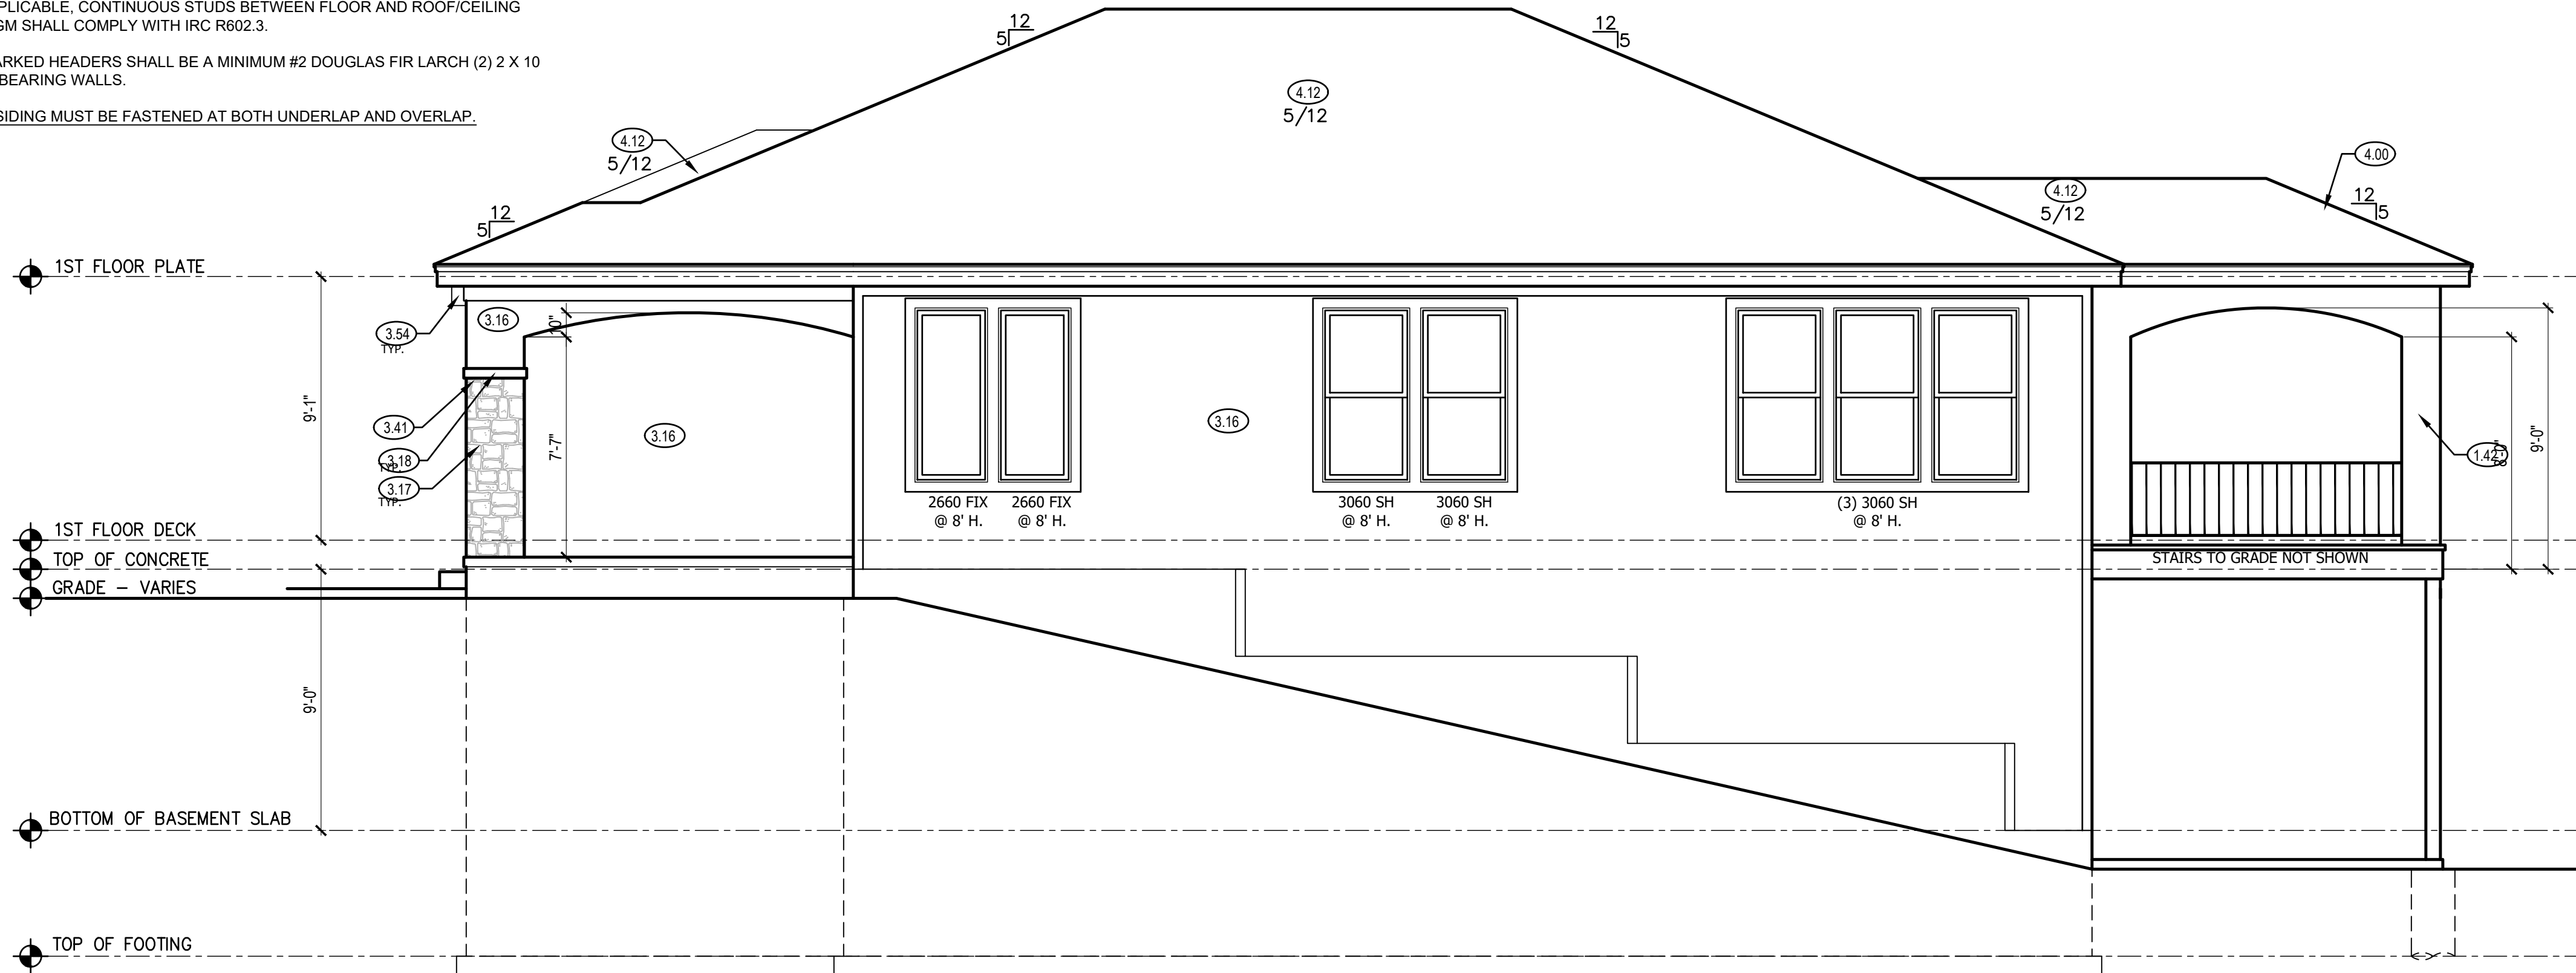 PLICABLE, CONTINUOUS STUDS BETWEEN FLOOR AND ROOF/CEILING
GM SHALL COMPLY WITH IRC R602.3.
ARKED HEADERS SHALL BE A MINIMUM #2 DOUGLAS FIR LARCH (2) 2 X 10
BEARING WALLS.
SIDING MUST BE FASTENED AT BOTH UNDERLAP AND OVERLAP.
12
5
12
5
4.12
5/12
4.12
5/12
4.00
4.12
5/12
12
5
12
5
1ST FLOOR PLATE
3.54
TYP.
3.16
10"
9'-1"
3.41
3.18
TYP.
3.17
TYP.
3.16
7'-7"
3.16
1.42
8'-0"
9'-0"
2660 FIX
@ 8' H.
2660 FIX
@ 8' H.
3060 SH
@ 8' H.
3060 SH
@ 8' H.
(3) 3060 SH
@ 8' H.
1ST FLOOR DECK
TOP OF CONCRETE
STAIRS TO GRADE NOT SHOWN
GRADE – VARIES
9'-0"
BOTTOM OF BASEMENT SLAB
TOP OF FOOTING